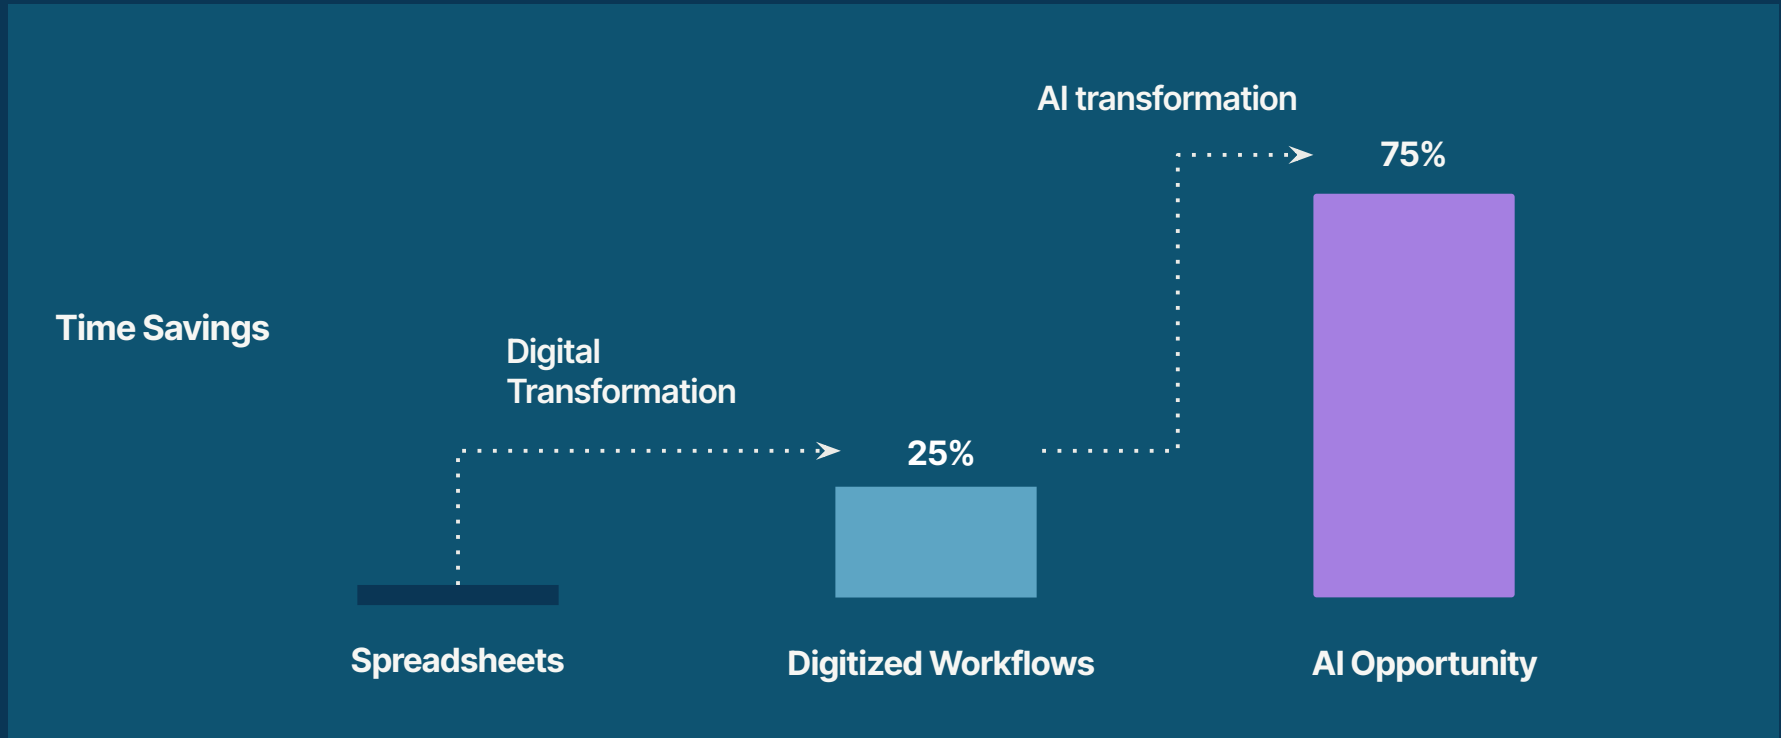 AI transformation
75%
Time Savings
Digital
Transformation
25%
Spreadsheets
Digitized Workflows
AI Opportunity